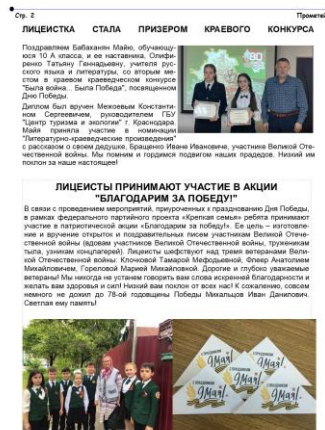 Стр. 2
Прометей
ЛИЦЕИСТКА СТАЛА ПРИЗЕРОМ КРАЕВОГО КОНКУРСА
Поздравляем Бабаханян Майю, обучающу-
юся 10 А класса, и ее наставника, Олифи-
ренко Татьяну Геннадьевну, учителя рус-
ского языка и литературы, со вторым ме-
стом в краевом краеведческом конкурсе
"Была война... Была Победа", посвященном
Дню Победы.
Диплом был вручен Межоевым Константи-
ном Сергеевичем, руководителем ГБУ
"Центр туризма и экологии" г. Краснодара.
Майя приняла участие в номинации
"Литературно-краеведческие произведения"
с рассказом о своем дедушке, Бращенко Иване Ивановиче, участнике Великой Оте-
чественной войны. Мы помним и гордимся подвигом наших прадедов. Низкий им
поклон за наше настоящее!
ЛИЦЕИСТЫ ПРИНИМАЮТ УЧАСТИЕ В АКЦИИ
"БЛАГОДАРИМ ЗА ПОБЕДУ!"
В связи с проведением мероприятий, приуроченных к празднованию Дня Победы,
в рамках федерального партийного проекта «Крепкая семья» ребята принимают
участие в патриотической акции «Благодарим за победу!». Ее цель – изготовле-
ние и вручение открыток и поздравительных писем участникам Великой Отече-
ственной войны (вдовам участников Великой Отечественной войны, труженикам
тыла, узникам концлагерей). Лицеисты шефствуют над тремя ветеранами Вели-
кой Отечественной войны: Клочковой Тамарой Мефодьевной, Флеер Анатолием
Михайловичем, Гореловой Марией Михайловной. Дорогие и глубоко уважаемые
ветераны! Мы никогда не устанем говорить вам слова искренней благодарности и
желать вам здоровья и сил! Низкий вам поклон от всех нас! К сожалению, совсем
немного не дожил до 78-ой годовщины Победы Михальцов Иван Данилович.
Светлая ему память!
С ПРАЗДНИКОМ
9 Мая!
С ПРАЗДНИКОМ
9 Мая!